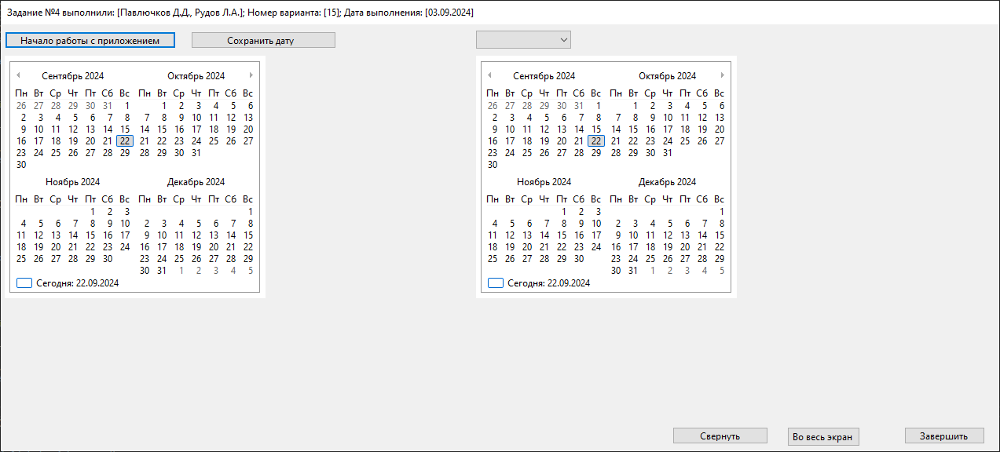 Задание №4 выполнили: [Павлючков Д.Д., Рудов Л.А.]; Номер варианта: [15]; Дата выполнения: [03.09.2024]
Начало работы с приложением Сохранить дату
Сентябрь 2024 Октябрь 2024
Пн Вт Ср Чт Пт Сб Вс Пн Вт Ср Чт Пт Сб Вс
26 27 28 29 30 31 1 1 2 3 4 5 6
2 3 4 5 6 7 8 7 8 9 10 11 12 13
9 10 11 12 13 14 15 14 15 16 17 18 19 20
16 17 18 19 20 21 22 21 22 23 24 25 26 27
23 24 25 26 27 28 29 28 29 30 31
30
Ноябрь 2024 Декабрь 2024
Пн Вт Ср Чт Пт Сб Вс Пн Вт Ср Чт Пт Сб Вс
1 2 3 1
4 5 6 7 8 9 10 2 3 4 5 6 7 8
11 12 13 14 15 16 17 9 10 11 12 13 14 15
18 19 20 21 22 23 24 16 17 18 19 20 21 22
25 26 27 28 29 30 23 24 25 26 27 28 29
30 31 1 2 3 4 5
Сегодня: 22.09.2024
Сентябрь 2024 Октябрь 2024
Пн Вт Ср Чт Пт Сб Вс Пн Вт Ср Чт Пт Сб Вс
26 27 28 29 30 31 1 1 2 3 4 5 6
2 3 4 5 6 7 8 7 8 9 10 11 12 13
9 10 11 12 13 14 15 14 15 16 17 18 19 20
16 17 18 19 20 21 22 21 22 23 24 25 26 27
23 24 25 26 27 28 29 28 29 30 31
30
Ноябрь 2024 Декабрь 2024
Пн Вт Ср Чт Пт Сб Вс Пн Вт Ср Чт Пт Сб Вс
1 2 3 1
4 5 6 7 8 9 10 2 3 4 5 6 7 8
11 12 13 14 15 16 17 9 10 11 12 13 14 15
18 19 20 21 22 23 24 16 17 18 19 20 21 22
25 26 27 28 29 30 23 24 25 26 27 28 29
30 31 1 2 3 4 5
Сегодня: 22.09.2024
Свернуть Во весь экран Завершить